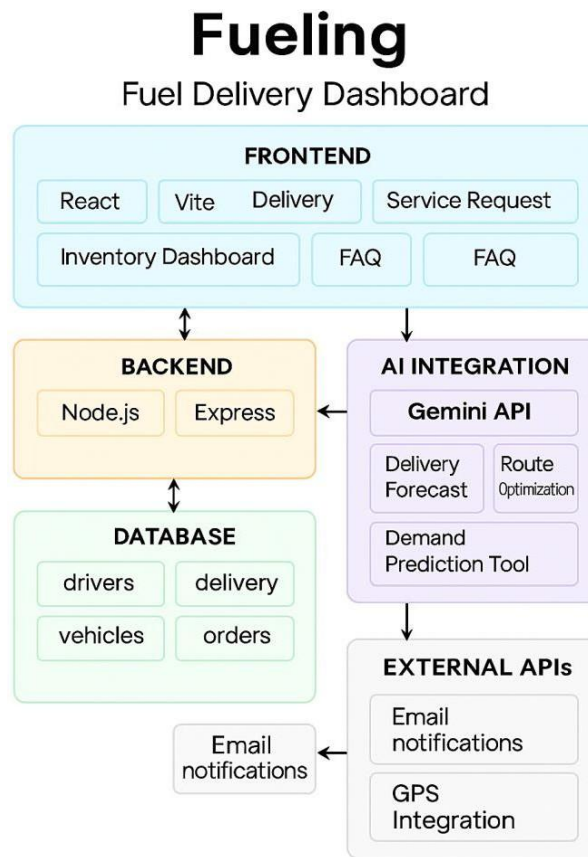 Fueling
Fuel Delivery Dashboard
FRONTEND
React
Vite Delivery
Service Request
Inventory Dashboard
FAQ
FAQ
BACKEND
Node.js
Express
AI INTEGRATION
Gemini API
Delivery
Forecast
Route
Optimization
Demand
Prediction Tool
DATABASE
drivers
delivery
vehicles
orders
EXTERNAL APIs
Email
notifications
GPS
Integration
Email
notifications